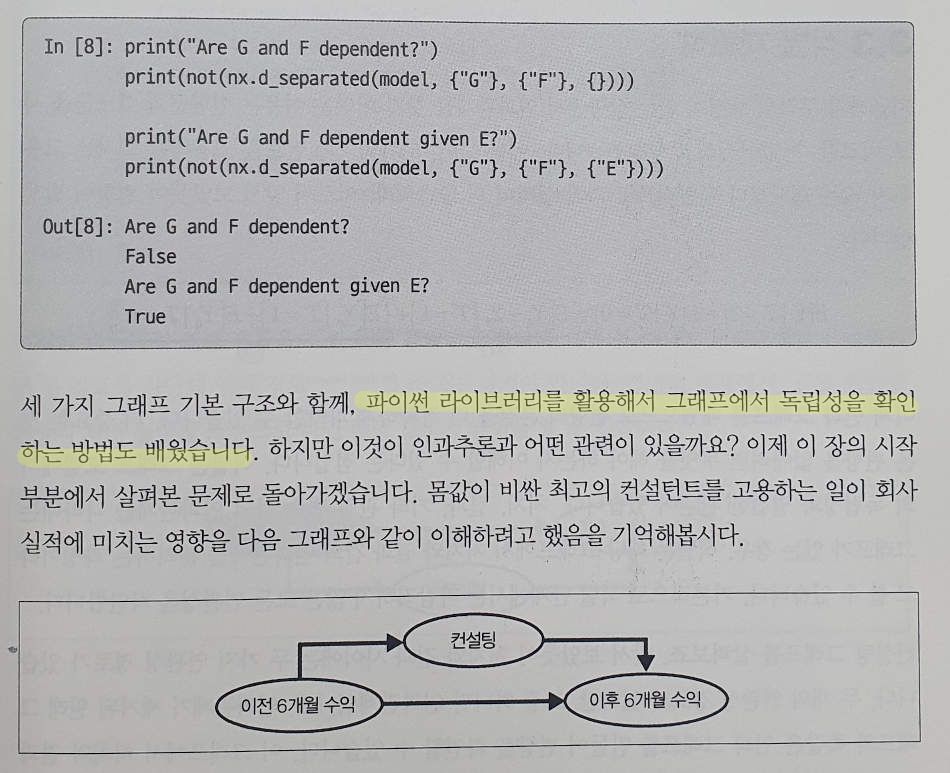 In [8]: print("Are G and F dependent?")
print(not(nx.d_separated(model, {"G"}, {"F"}, {})))
print("Are G and F dependent given E?")
print(not(nx.d_separated(model, {"G"}, {"F"}, {"E"})))
Out[8]: Are G and F dependent?
False
Are G and F dependent given E?
True
세 가지 그래프 기본 구조와 함께, 파이썬 라이브러리를 활용해서 그래프에서 독립성을 확인
하는 방법도 배웠습니다. 하지만 이것이 인과추론과 어떤 관련이 있을까요? 이제 이 장의 시작
부분에서 살펴본 문제로 돌아가겠습니다. 몸값이 비싼 최고의 컨설턴트를 고용하는 일이 회사
실적에 미치는 영향을 다음 그래프와 같이 이해하려고 했음을 기억해봅시다.
컨설팅
이전 6개월 수익
이후 6개월 수익